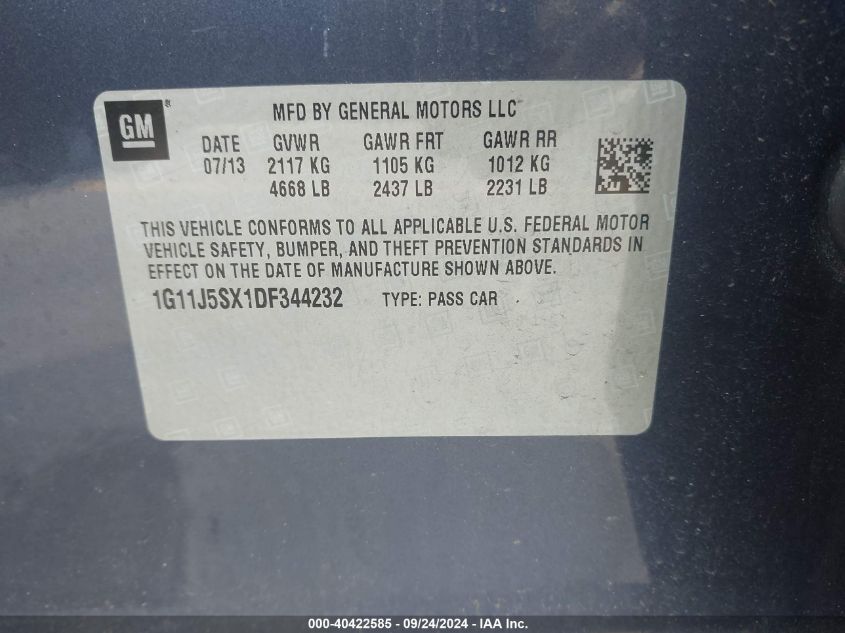 GM®
MFD BY GENERAL MOTORS LLC
DATE GVWR GAWR FRT GAWR RR
07/13 2117 KG 1105 KG 1012 KG
4668 LB 2437 LB 2231 LB
THIS VEHICLE CONFORMS TO ALL APPLICABLE U.S. FEDERAL MOTOR
VEHICLE SAFETY, BUMPER, AND THEFT PREVENTION STANDARDS IN
EFFECT ON THE DATE OF MANUFACTURE SHOWN ABOVE.
1G11J5SX1DF344232 TYPE: PASS CAR
000-40422585 - 09/24/2024 - IAA Inc.